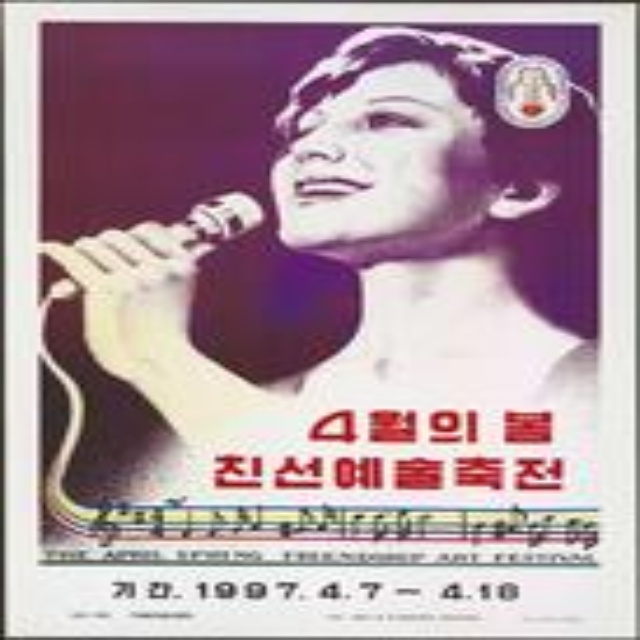 4월의 봄
친선예술축전
THE APRIL SPRING FRIENDSHIP ART FESTIVAL
기간. 1997. 4. 7 ~ 4. 18